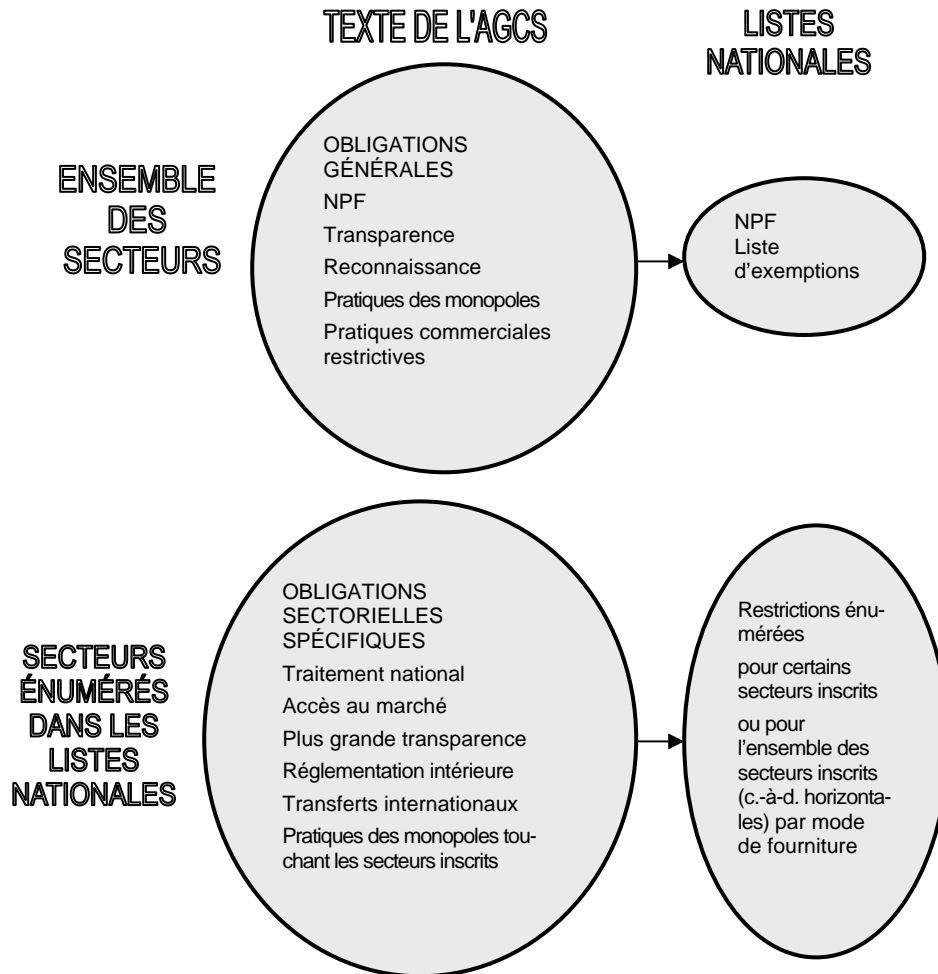 TEXTE DE L'AGCS
LISTES
NATIONALES
ENSEMBLE
DES
SECTEURS
OBLIGATIONS
GÉNÉRALES
NPF
Transparence
Reconnaissance
Pratiques des monopoles
Pratiques commerciales
restrictives
NPF
Liste
d'exemptions
SECTEURS
ÉNUMÉRÉS
DANS LES
LISTES
NATIONALES
OBLIGATIONS
SECTORIELLES
SPÉCIFIQUES
Traitement national
Accès au marché
Plus grande transparence
Réglementation intérieure
Transferts internationaux
Pratiques des monopoles tou-
chant les secteurs inscrits
Restrictions énu-
mérées
pour certains
secteurs inscrits
ou pour
l'ensemble des
secteurs inscrits
(c.-à-d. horizonta-
les) par mode
de fourniture